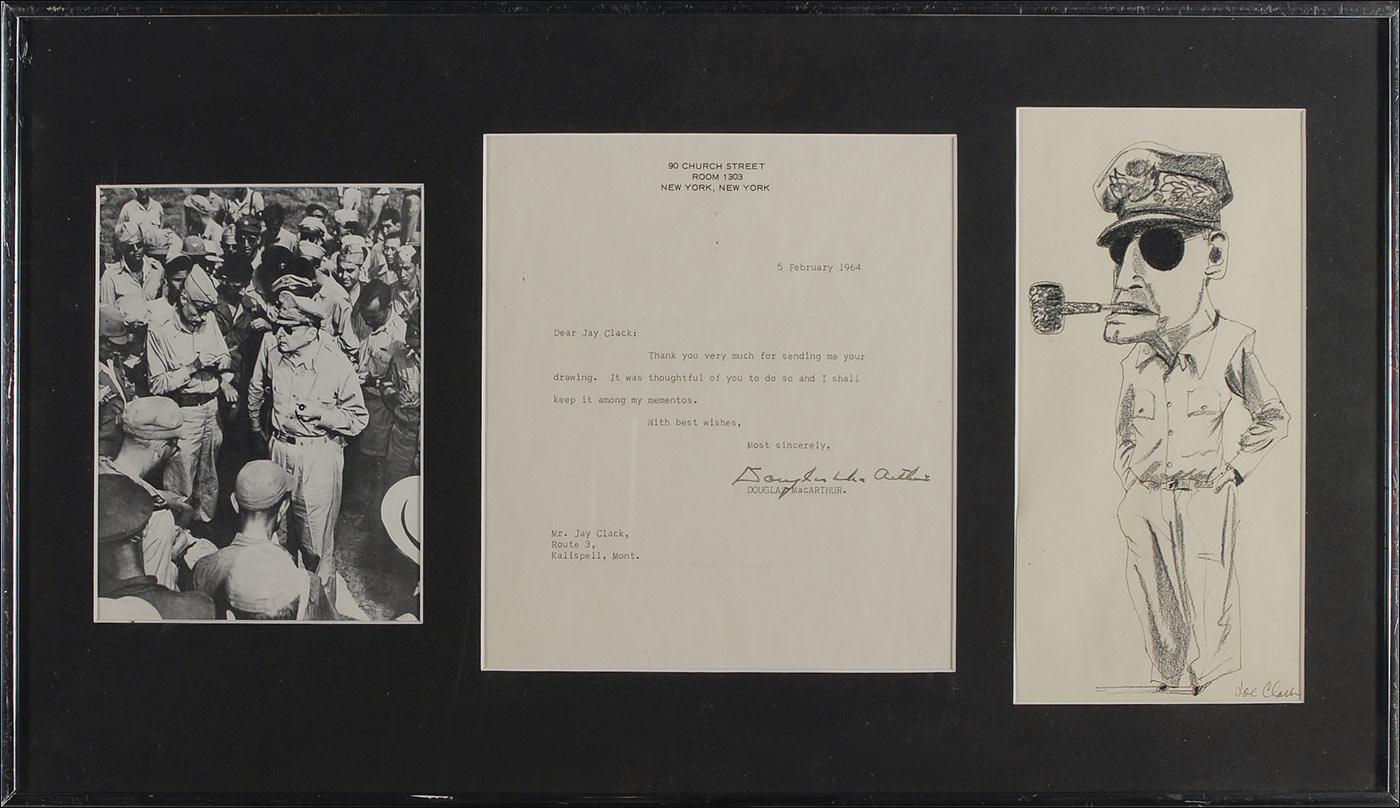 90 CHURCH STREET
ROOM 1303
NEW YORK, NEW YORK
5 February 1964
Dear Jay Clack:
Thank you very much for sending me your
drawing. It was thoughtful of you to do so and I shall
keep it among my mementos.
With best wishes,
Most sincerely,
Douglas MacArthur
DOUGLAS MacARTHUR.
Mr. Jay Clack,
Route 3,
Kalispell, Mont.